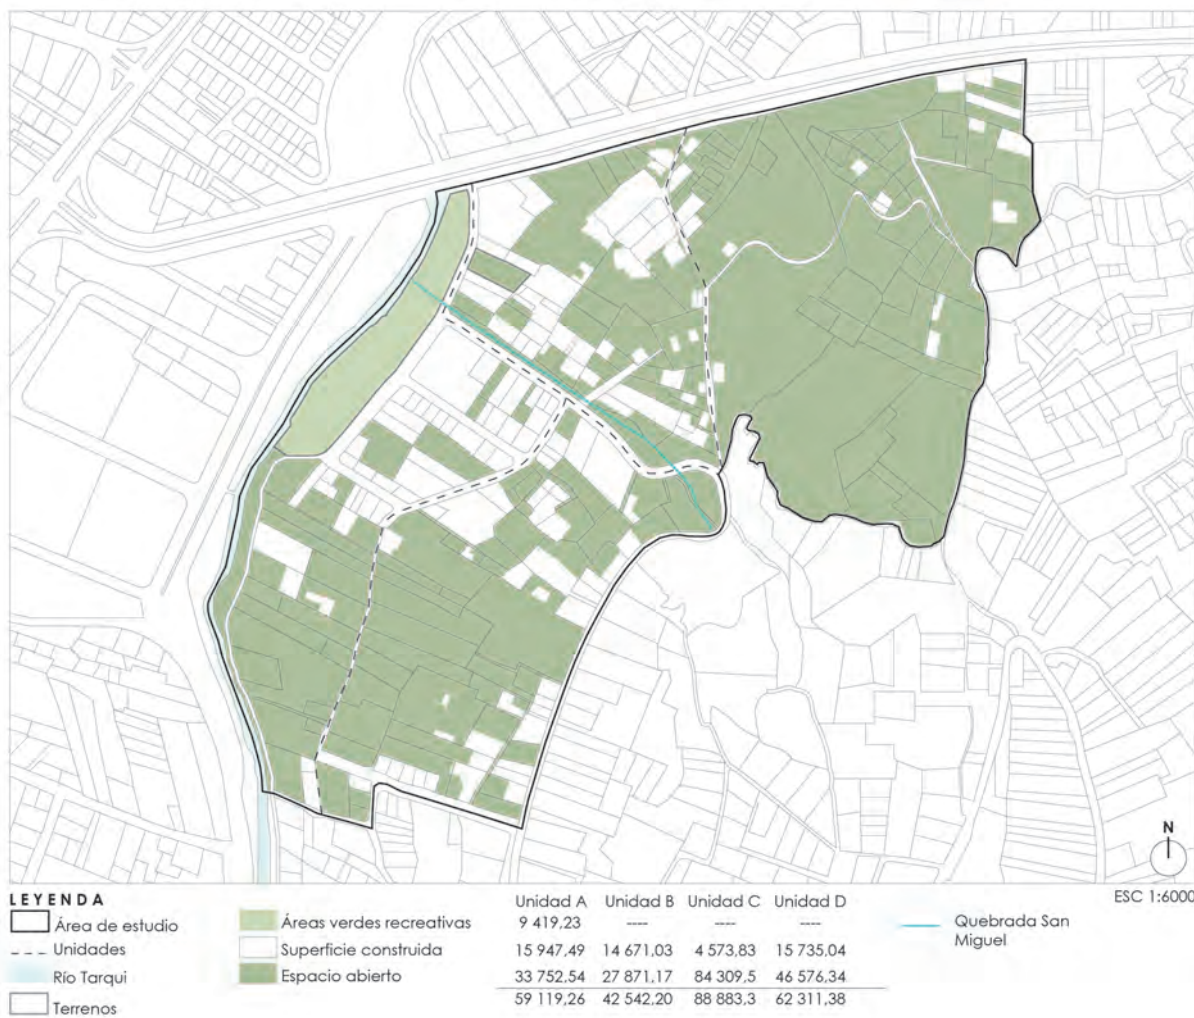 N
ESC 1:6000
LEYENDA
Área de estudio
Unidades
Río Tarqui
Terrenos
Áreas verdes recreativas
Superficie construida
Espacio abierto
Unidad A Unidad B Unidad C Unidad D
9 419,23 ---- ---- ----
15 947,49 14 671,03 4 573,83 15 735,04
33 752,54 27 871,17 84 309,5 46 576,34
59 119,26 42 542,20 88 883,3 62 311,38
Quebrada San
Miguel